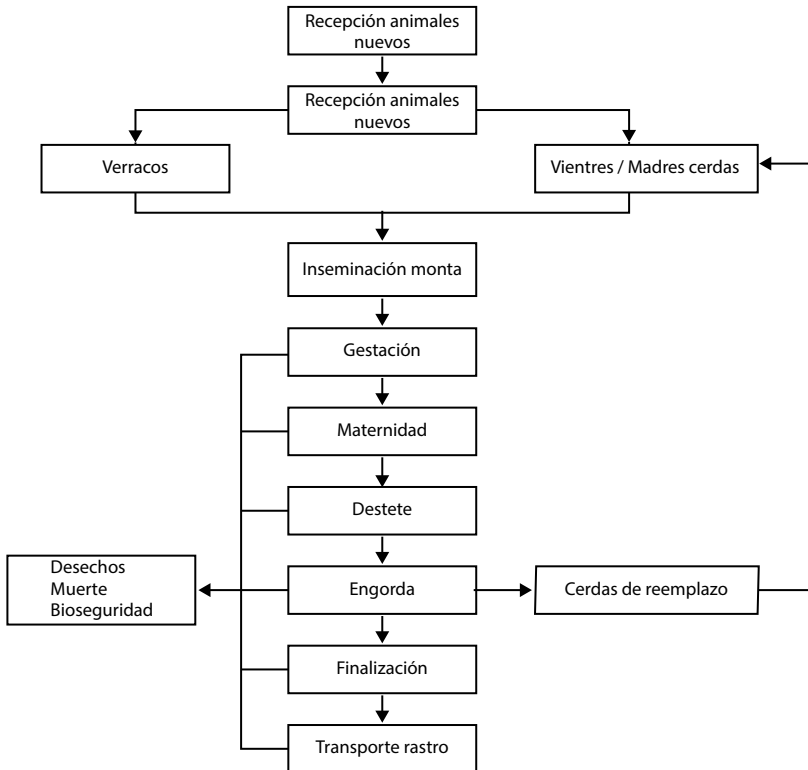 Recepción animales
nuevos
Recepción animales
nuevos
Verracos
Vientres / Madres cerdas
Inseminación monta
Gestación
Maternidad
Destete
Desechos
Muerte
Bioseguridad
Engorda
Cerdas de reemplazo
Finalización
Transporte rastro